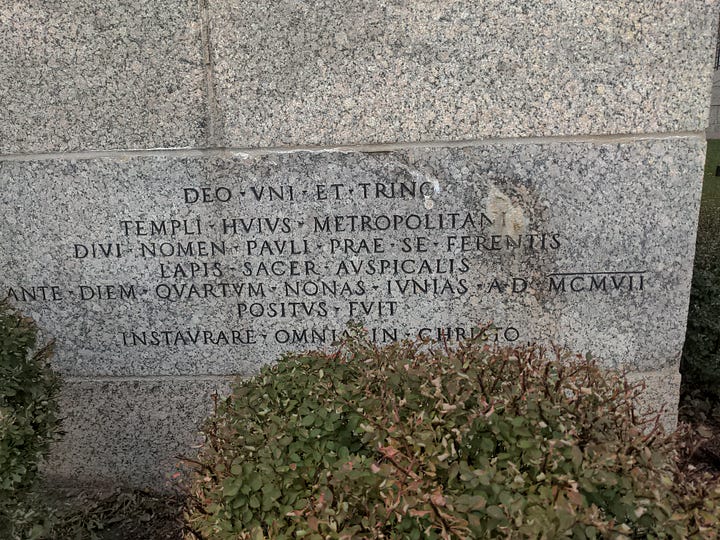 DEO · VNI · ET · TRINO
TEMPLI · HVIVS · METROPOLITANI
DIVI · NOMEN · PAVLI · PRAE · SE · FERENTIS
LAPIS · SACER · AVSPICALIS
ANTE · DIEM · QVARTVM · NONAS · IVNIAS · A · D · MCMVII
POSITVS · FVIT
INSTAVRARE · OMNIA · IN · CHRISTO